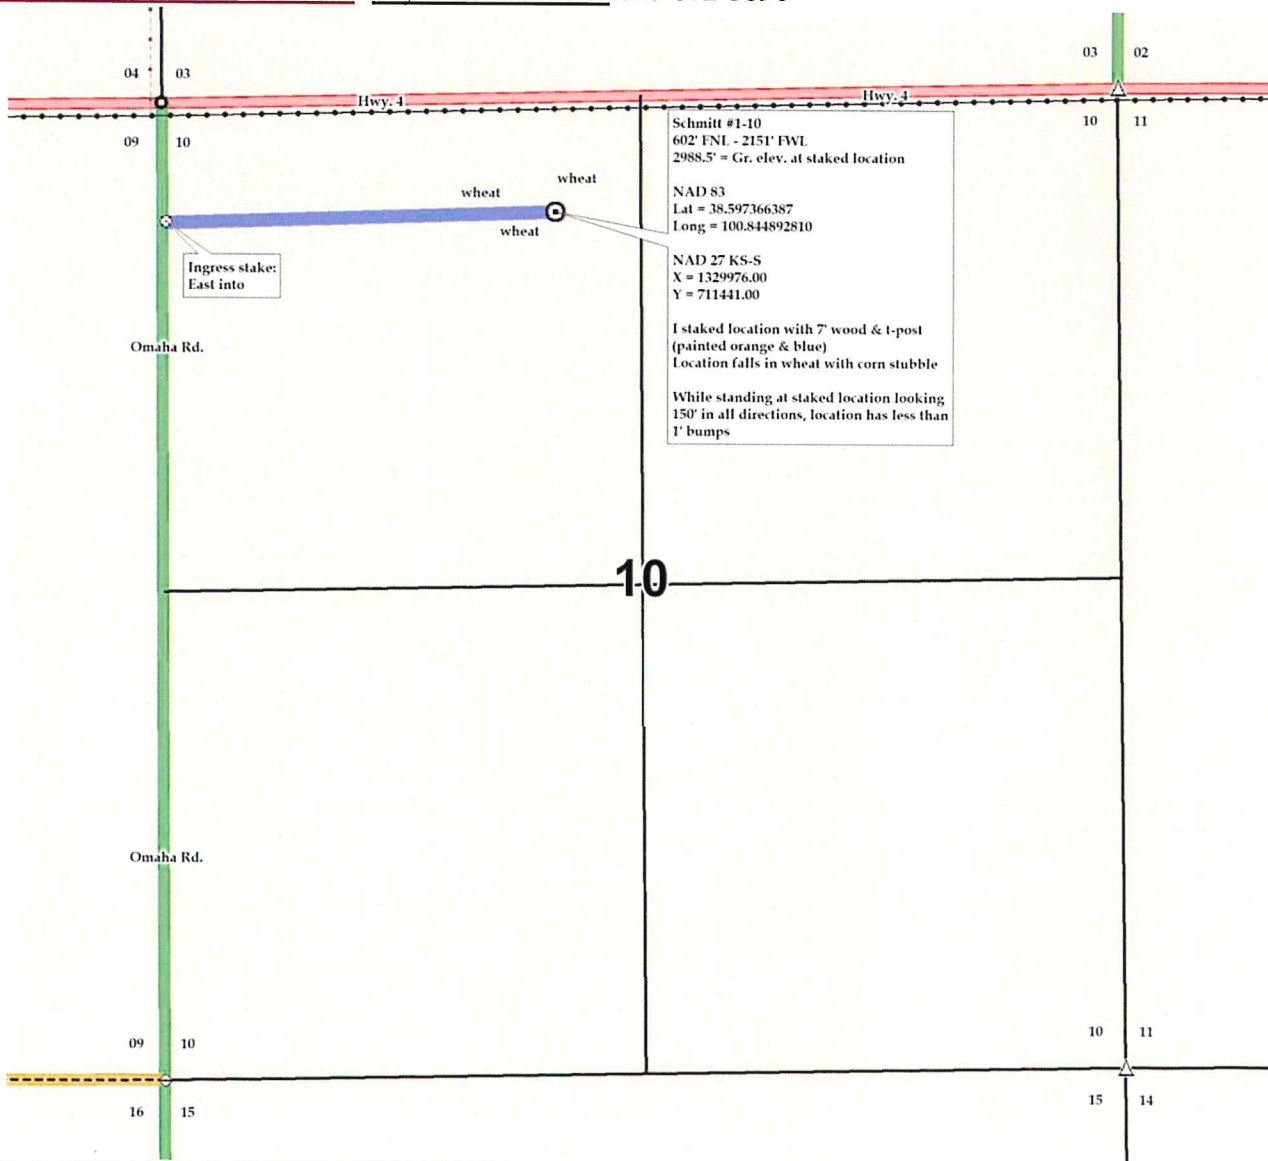 03 02
04 03
Hwy. 4 Hwy. 4
09 10
10 11
Schmitt #1-10
602' FNL - 2151' FWL
2988.5' = Gr. elev. at staked location
NAD 83
Lat = 38.597366387
Long = 100.844892810
NAD 27 KS-S
X = 1329976.00
Y = 711441.00
I staked location with 7' wood & t-post
(painted orange & blue)
Location falls in wheat with corn stubble
While standing at staked location looking
150' in all directions, location has less than
1' bumps
wheat
wheat
wheat
Ingress stake:
East into
Omaha Rd.
10
Omaha Rd.
09 10
10 11
16 15
15 14